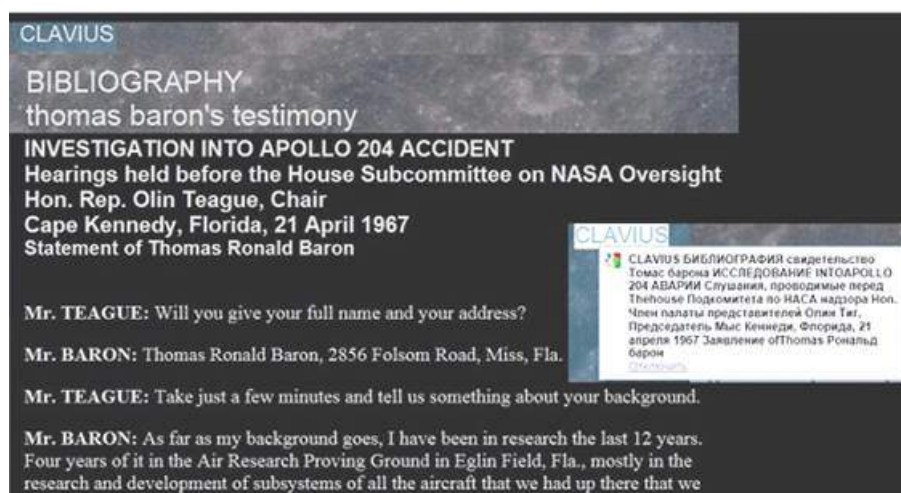 CLAVIUS
BIBLIOGRAPHY
thomas baron's testimony
INVESTIGATION INTO APOLLO 204 ACCIDENT
Hearings held before the House Subcommittee on NASA Oversight
Hon. Rep. Olin Teague, Chair
Cape Kennedy, Florida, 21 April 1967
Statement of Thomas Ronald Baron
CLAVIUS
CLAVIUS БИБЛИОГРАФИЯ свидетельство
Томас барона ИССЛЕДОВАНИЕ INTOAPOLLO
204 АВАРИИ Слушания, проводимые перед
Thehouse Подкомитета по НАСА надзора Hon.
Член палаты представителей Олин Тиг,
Председатель Мыс Кеннеди, Флорида, 21
апреля 1967 Заявление ofThomas Рональд
барон
Отключить
Mr. TEAGUE: Will you give your full name and your address?
Mr. BARON: Thomas Ronald Baron, 2856 Folsom Road, Miss, Fla.
Mr. TEAGUE: Take just a few minutes and tell us something about your background.
Mr. BARON: As far as my background goes, I have been in research the last 12 years.
Four years of it in the Air Research Proving Ground in Eglin Field, Fla., mostly in the
research and development of subsystems of all the aircraft that we had up there that we